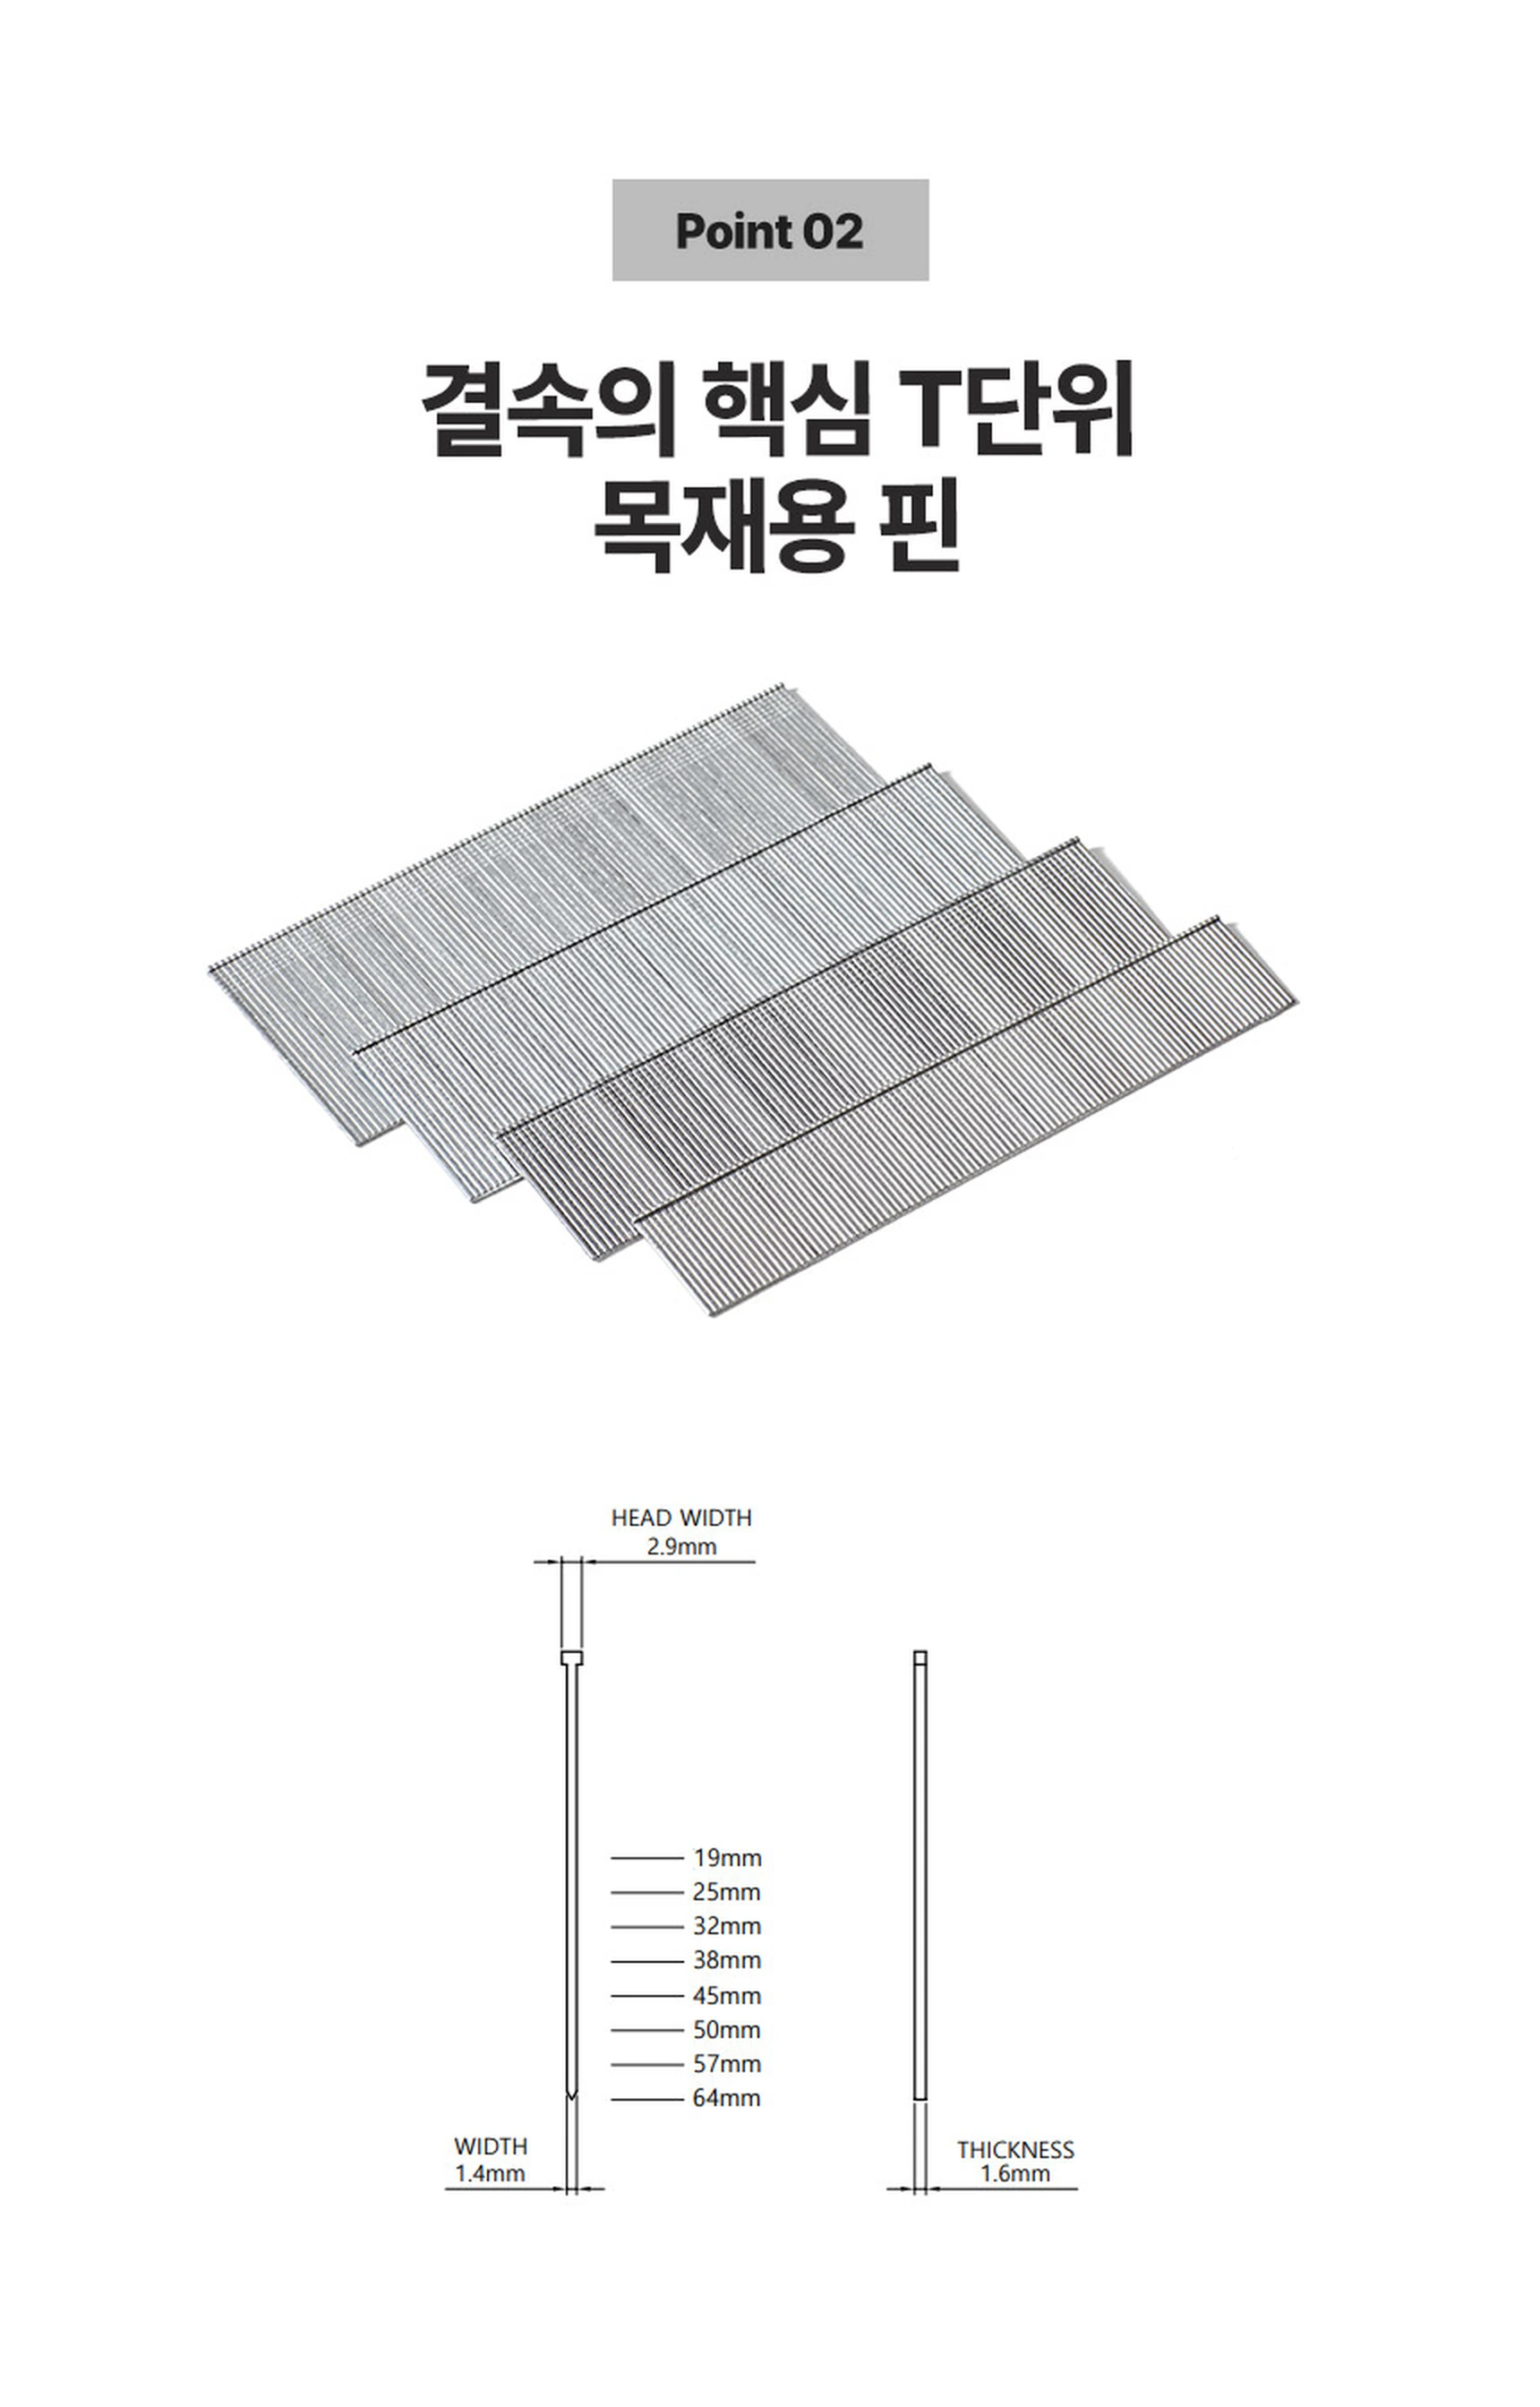 Point 02
결속의 핵심 T단위
목재용 핀
HEAD WIDTH
2.9mm
19mm
25mm
32mm
38mm
45mm
50mm
57mm
64mm
WIDTH
1.4mm
THICKNESS
1.6mm